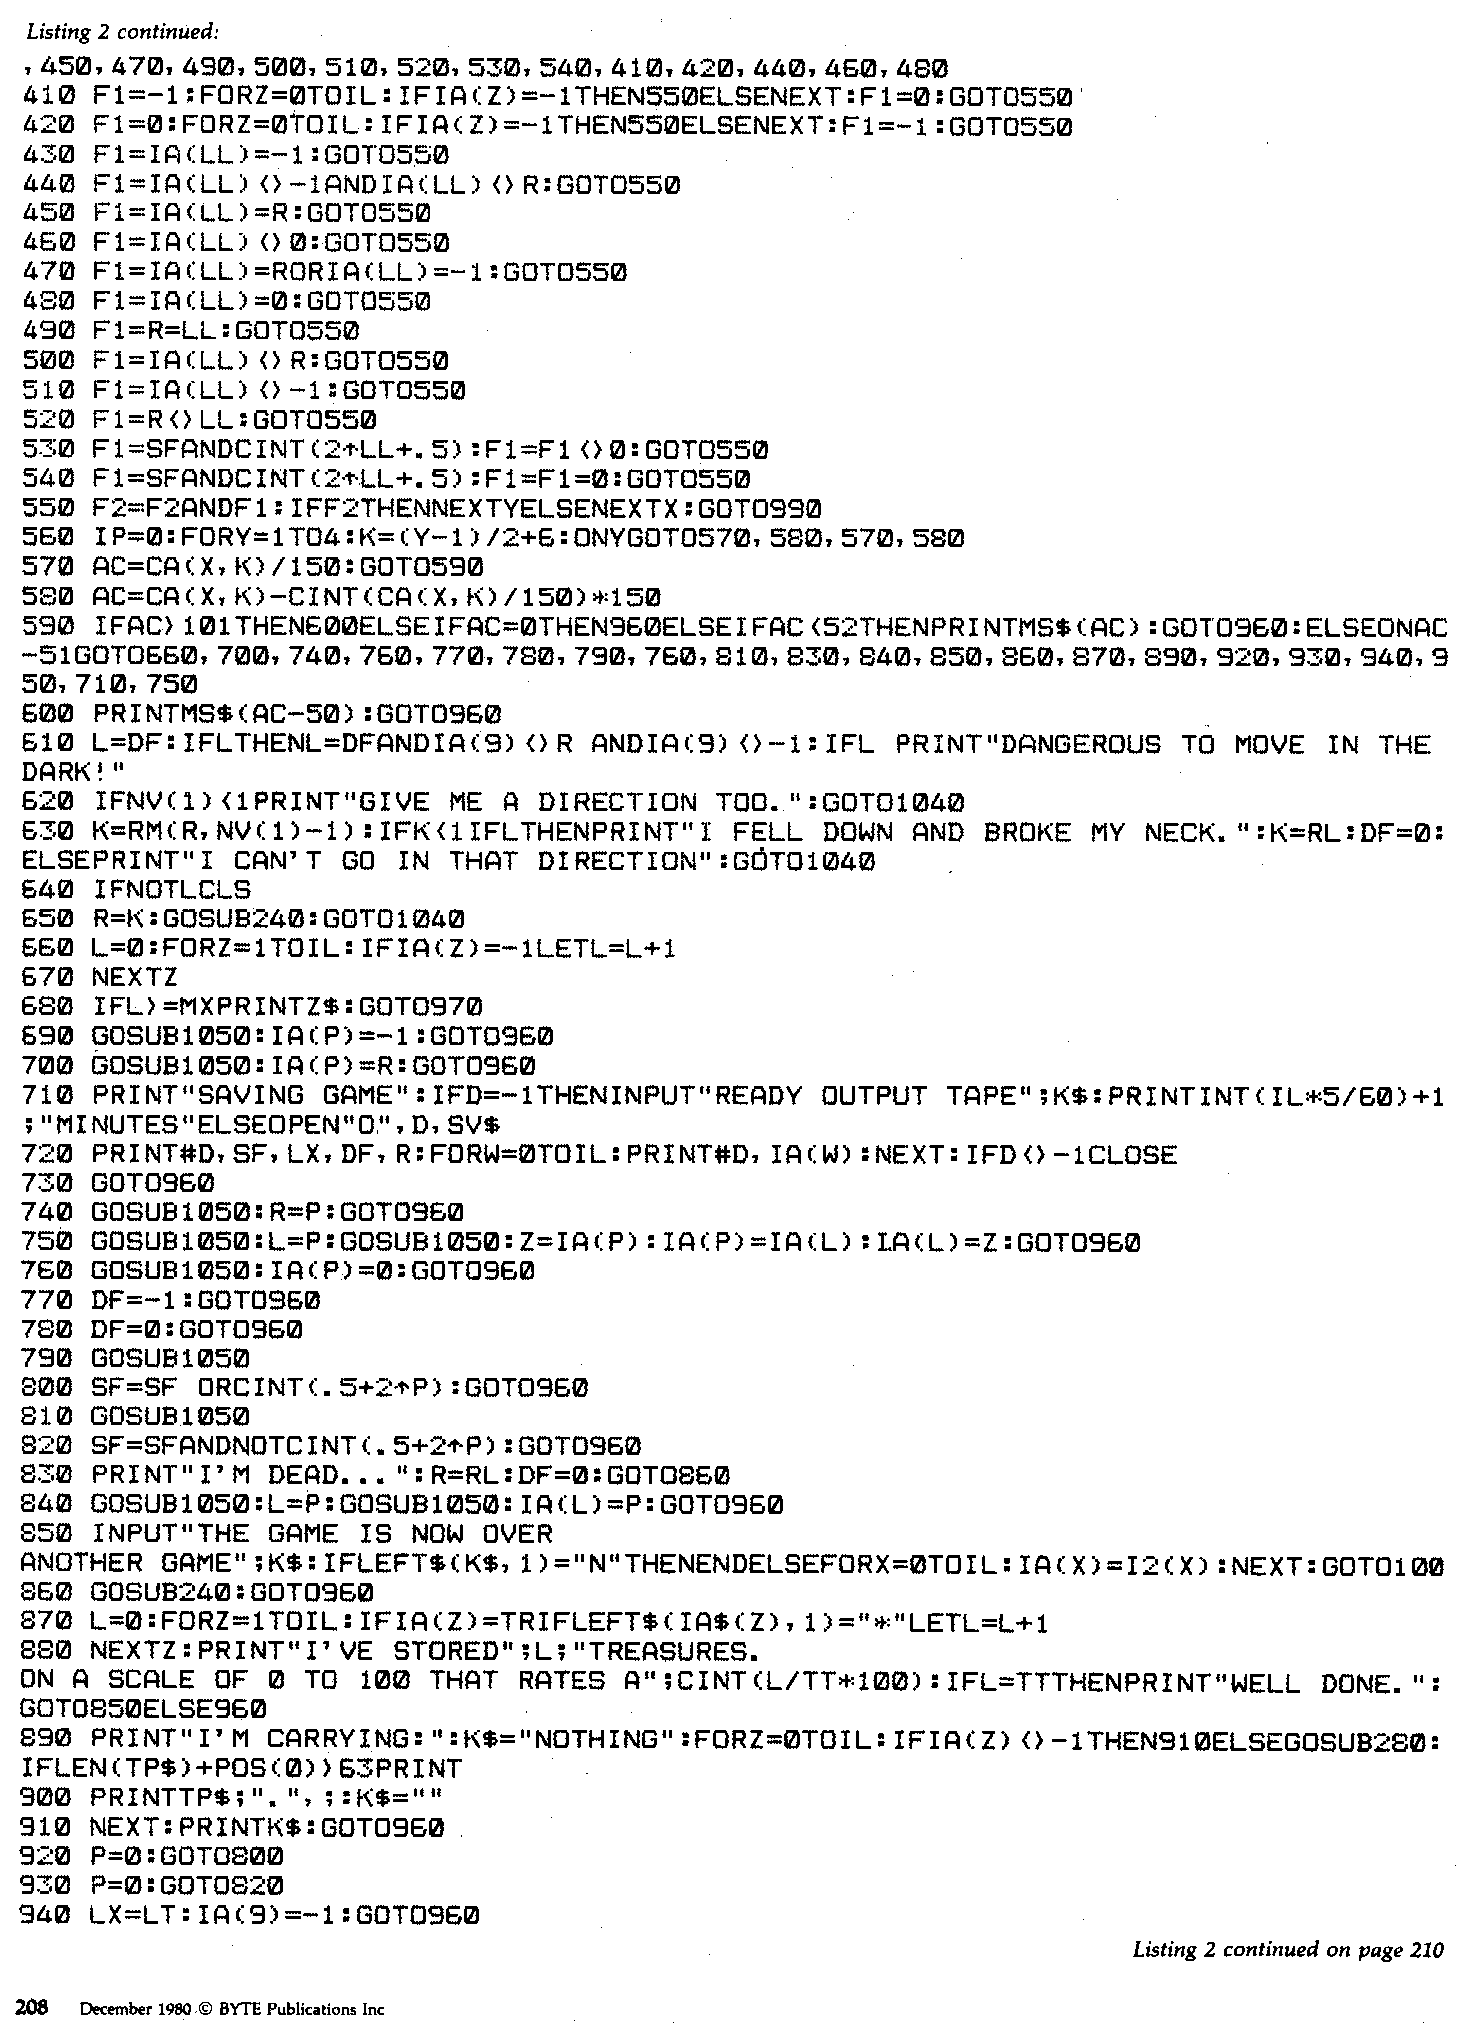 Listing 2 continued:
,450,470,490,500,510,520,530,540,410,420,440,460,480
410 F1=-1:FORZ=0TOIL:IFIA(Z)=-1THEN550ELSENEXT:F1=0:GOTO550
420 F1=0:FORZ=0TOIL:IFIA(Z)=-1THEN550ELSENEXT:F1=-1:GOTO550
430 F1=IA(LL)=-1:GOTO550
440 F1=IA(LL)<>-1ANDIA(LL)<>R:GOTO550
450 F1=IA(LL)=R:GOTO550
460 F1=IA(LL)<>0:GOTO550
470 F1=IA(LL)=RORIA(LL)=-1:GOTO550
480 F1=IA(LL)=0:GOTO550
490 F1=R=LL:GOTO550
500 F1=IA(LL)<>R:GOTO550
510 F1=IA(LL)<>-1:GOTO550
520 F1=R<>LL:GOTO550
530 F1=SFANDCINT(2↑LL+.5):F1=F1<>0:GOTO550
540 F1=SFANDCINT(2↑LL+.5):F1=F1=0:GOTO550
550 F2=F2ANDF1:IFF2THENNEXTYELSENEXTX:GOTO990
560 IP=0:FORY=1TO4:K=(Y-1)/2+6:ONYGOTO570,580,570,580
570 AC=CA(X,K)/150:GOTO590
580 AC=CA(X,K)-CINT(CA(X,K)/150)*150
590 IFAC>101THEN600ELSEIFAC=0THEN960ELSEIFAC<52THENPRINTMS$(AC):GOTO960:ELSEONAC
-51GOTO660,700,740,760,770,780,790,760,810,830,840,850,860,870,890,920,930,940,9
50,710,750
600 PRINTMS$(AC-50):GOTO960
610 L=DF:IFLTHENL=DFANDIA(9)<>R ANDIA(9)<>-1:IFL PRINT"DANGEROUS TO MOVE IN THE
DARK!"
620 IFNV(1)<1PRINT"GIVE ME A DIRECTION TOO.":GOTO1040
630 K=RM(R,NV(1)-1):IFK<1IFLTHENPRINT"I FELL DOWN AND BROKE MY NECK.":K=RL:DF=0:
ELSEPRINT"I CAN'T GO IN THAT DIRECTION":GOTO1040
640 IFNOTLCLS
650 R=K:GOSUB240:GOTO1040
660 L=0:FORZ=1TOIL:IFIA(Z)=-1LETL=L+1
670 NEXTZ
680 IFL>=MXPRINTZ$:GOTO970
690 GOSUB1050:IA(P)=-1:GOTO960
700 GOSUB1050:IA(P)=R:GOTO960
710 PRINT"SAVING GAME":IFD=-1THENINPUT"READY OUTPUT TAPE";K$:PRINTINT(IL*5/60)+1
;"MINUTES"ELSEOPEN"O",D,SV$
720 PRINT#D,SF,LX,DF,R:FORW=0TOIL:PRINT#D,IA(W):NEXT:IFD<>-1CLOSE
730 GOTO960
740 GOSUB1050:R=P:GOTO960
750 GOSUB1050:L=P:GOSUB1050:Z=IA(P):IA(P)=IA(L):IA(L)=Z:GOTO960
760 GOSUB1050:IA(P)=0:GOTO960
770 DF=-1:GOTO960
780 DF=0:GOTO960
790 GOSUB1050
800 SF=SF ORCINT(.5+2↑P):GOTO960
810 GOSUB1050
820 SF=SFANDNOTCINT(.5+2↑P):GOTO960
830 PRINT"I'M DEAD...":R=RL:DF=0:GOTO860
840 GOSUB1050:L=P:GOSUB1050:IA(L)=P:GOTO960
850 INPUT"THE GAME IS NOW OVER
ANOTHER GAME";K$:IFLEFT$(K$,1)="N"THENENDELSEFORX=0TOIL:IA(X)=I2(X):NEXT:GOTO100
860 GOSUB240:GOTO960
870 L=0:FORZ=1TOIL:IFIA(Z)=TRIFLEFT$(IA$(Z),1)="*"LETL=L+1
880 NEXTZ:PRINT"I'VE STORED";L;"TREASURES.
ON A SCALE OF 0 TO 100 THAT RATES A";CINT(L/TT*100):IFL=TTTHENPRINT"WELL DONE.":
GOTO850ELSE960
890 PRINT"I'M CARRYING:":K$="NOTHING":FORZ=0TOIL:IFIA(Z)<>-1THEN910ELSEGOSUB280:
IFLEN(TP$)+POS(0)>63PRINT
900 PRINTTP$;".",;:K$=""
910 NEXT:PRINTK$:GOTO960
920 P=0:GOTO800
930 P=0:GOTO820
940 LX=LT:IA(9)=-1:GOTO960
Listing 2 continued on page 210
208 December 1980 © BYTE Publications Inc